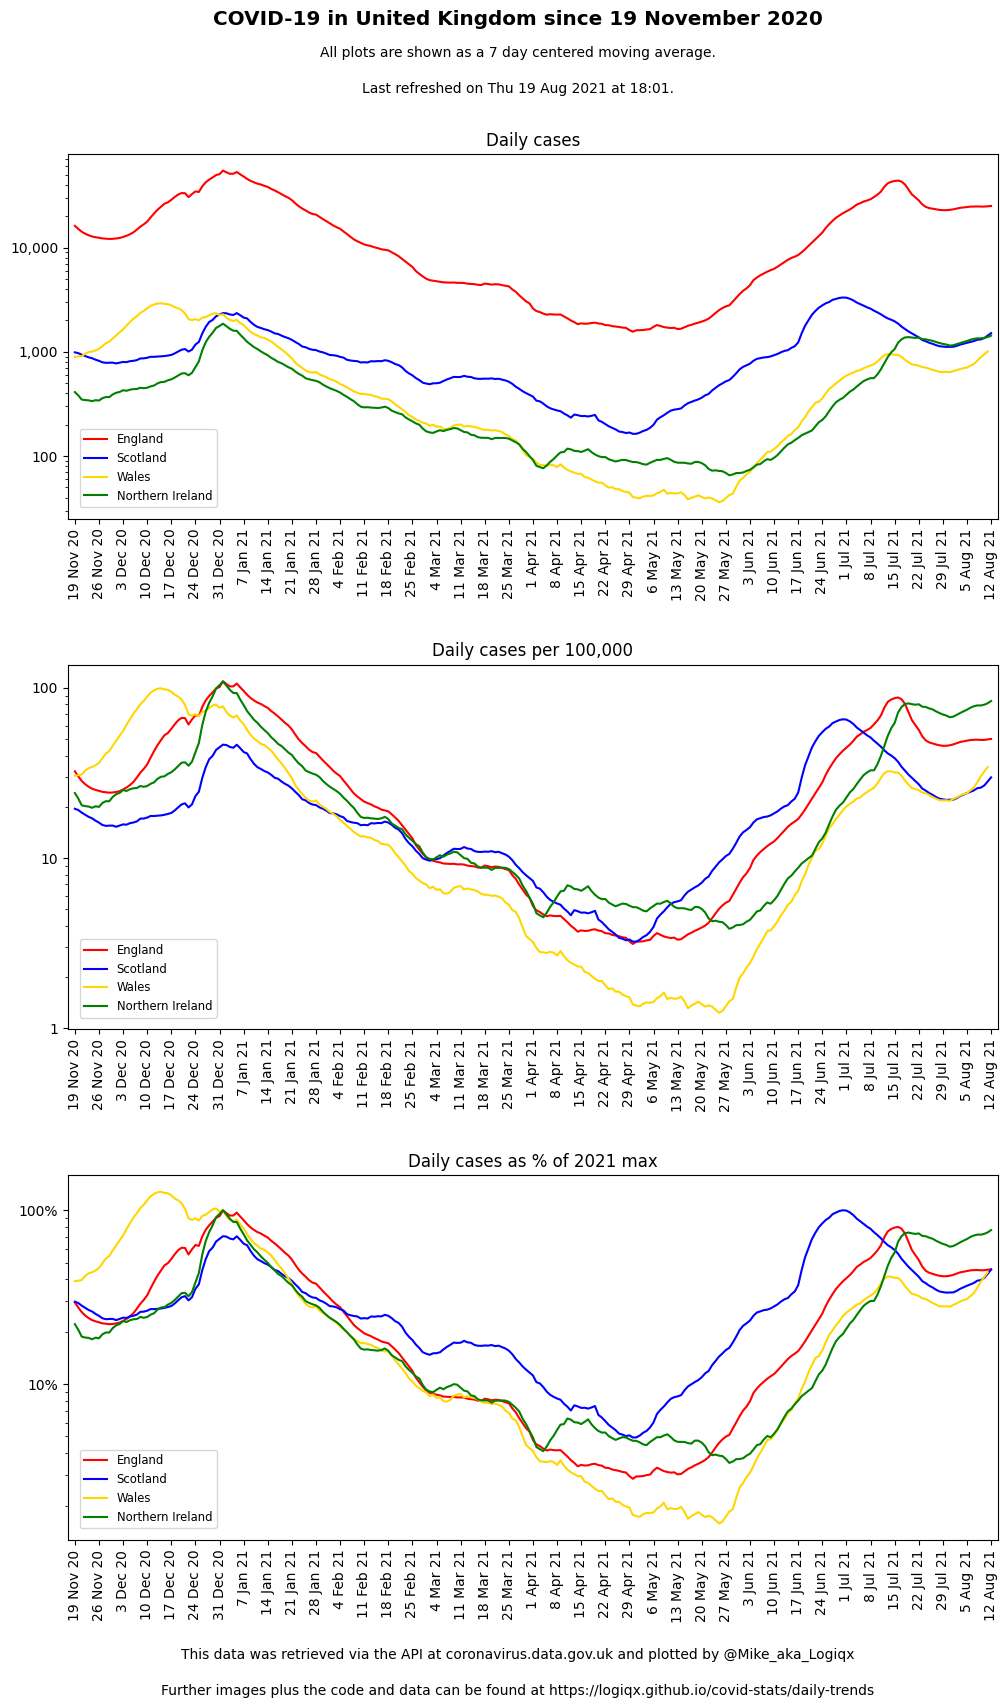 COVID-19 in United Kingdom since 19 November 2020
All plots are shown as a 7 day centered moving average.
Last refreshed on Thu 19 Aug 2021 at 18:01.
Daily cases
10,000
1,000
100
England
Scotland
Wales
Northern Ireland
19 Nov 20
26 Nov 20
3 Dec 20
10 Dec 20
17 Dec 20
24 Dec 20
31 Dec 20
7 Jan 21
14 Jan 21
21 Jan 21
28 Jan 21
4 Feb 21
11 Feb 21
18 Feb 21
25 Feb 21
4 Mar 21
11 Mar 21
18 Mar 21
25 Mar 21
1 Apr 21
8 Apr 21
15 Apr 21
22 Apr 21
29 Apr 21
6 May 21
13 May 21
20 May 21
27 May 21
3 Jun 21
10 Jun 21
17 Jun 21
24 Jun 21
1 Jul 21
8 Jul 21
15 Jul 21
22 Jul 21
29 Jul 21
5 Aug 21
12 Aug 21
Daily cases per 100,000
100
10
1
England
Scotland
Wales
Northern Ireland
19 Nov 20
26 Nov 20
3 Dec 20
10 Dec 20
17 Dec 20
24 Dec 20
31 Dec 20
7 Jan 21
14 Jan 21
21 Jan 21
28 Jan 21
4 Feb 21
11 Feb 21
18 Feb 21
25 Feb 21
4 Mar 21
11 Mar 21
18 Mar 21
25 Mar 21
1 Apr 21
8 Apr 21
15 Apr 21
22 Apr 21
29 Apr 21
6 May 21
13 May 21
20 May 21
27 May 21
3 Jun 21
10 Jun 21
17 Jun 21
24 Jun 21
1 Jul 21
8 Jul 21
15 Jul 21
22 Jul 21
29 Jul 21
5 Aug 21
12 Aug 21
Daily cases as % of 2021 max
100%
10%
England
Scotland
Wales
Northern Ireland
19 Nov 20
26 Nov 20
3 Dec 20
10 Dec 20
17 Dec 20
24 Dec 20
31 Dec 20
7 Jan 21
14 Jan 21
21 Jan 21
28 Jan 21
4 Feb 21
11 Feb 21
18 Feb 21
25 Feb 21
4 Mar 21
11 Mar 21
18 Mar 21
25 Mar 21
1 Apr 21
8 Apr 21
15 Apr 21
22 Apr 21
29 Apr 21
6 May 21
13 May 21
20 May 21
27 May 21
3 Jun 21
10 Jun 21
17 Jun 21
24 Jun 21
1 Jul 21
8 Jul 21
15 Jul 21
22 Jul 21
29 Jul 21
5 Aug 21
12 Aug 21
This data was retrieved via the API at coronavirus.data.gov.uk and plotted by @Mike_aka_Logiqx
Further images plus the code and data can be found at https://logiqx.github.io/covid-stats/daily-trends